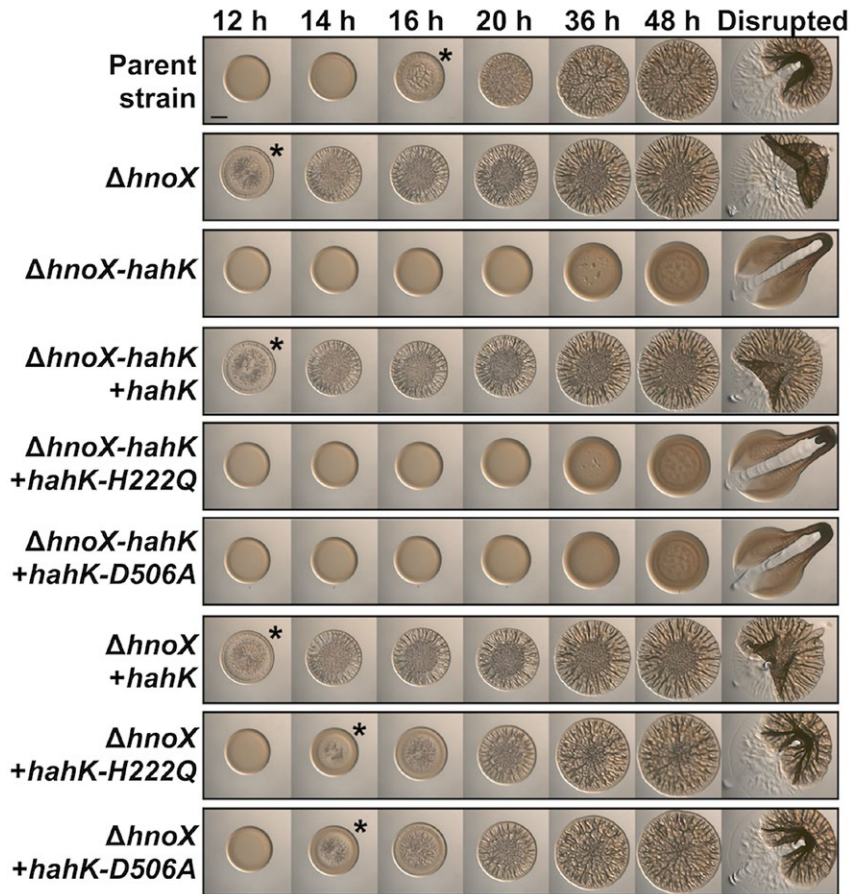 12 h 14 h 16 h 20 h 36 h 48 h Disrupted
Parent
strain
*
ΔhnoX
*
ΔhnoX-hahK
ΔhnoX-hahK
+hahK
*
ΔhnoX-hahK
+hahK-H222Q
ΔhnoX-hahK
+hahK-D506A
ΔhnoX
+hahK
*
ΔhnoX
+hahK-H222Q
*
ΔhnoX
+hahK-D506A
*